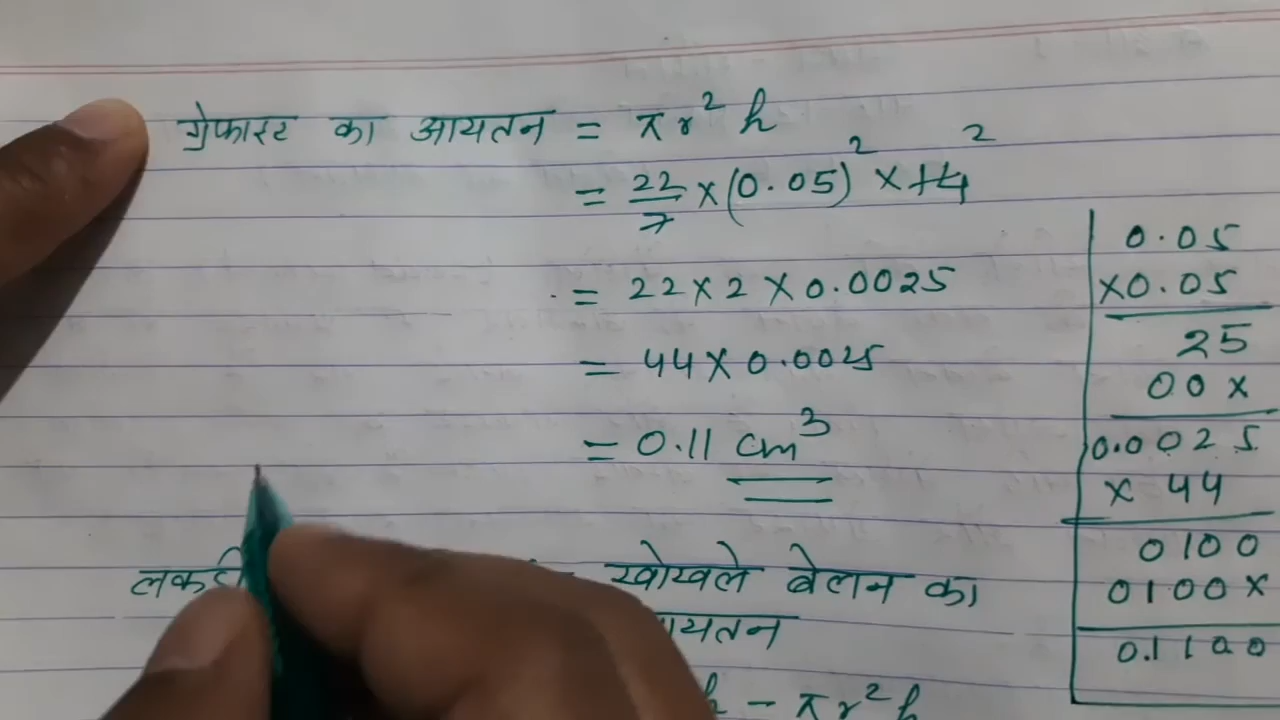 ग्रेफाइट का आयतन = πr²h
= 22/7 × (0.05)² × 14 2
= 22 × 2 × 0.0025
= 44 × 0.0025
= 0.11 cm³
खोखले बेलन का
h − πr²h
0.05
×0.05
25
00×
0.0025
× 44
0100
0100×
0.1100